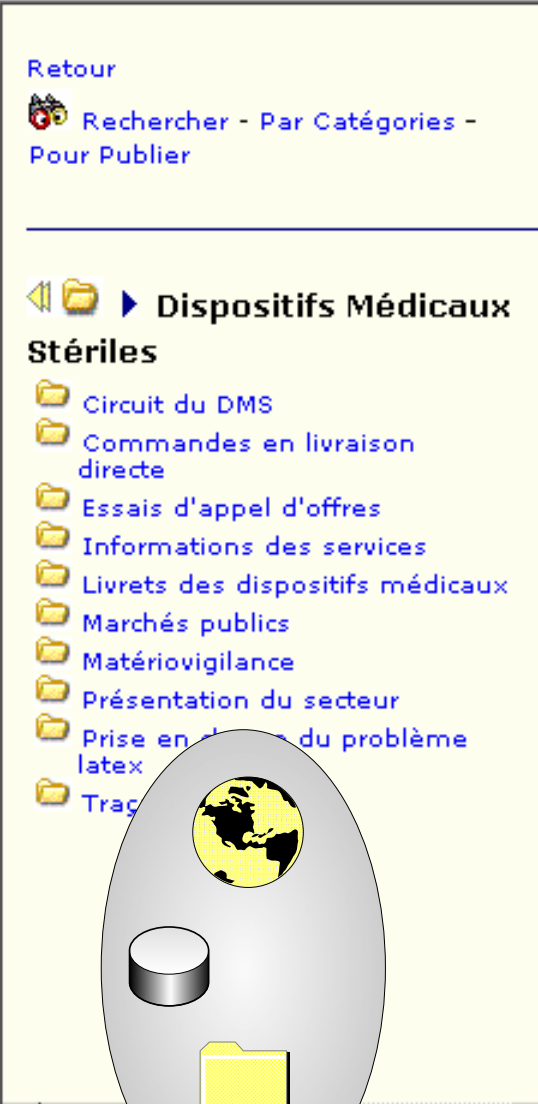 Retour
Rechercher - Par Catégories -
Pour Publier
Dispositifs Médicaux
Stériles
Circuit du DMS
Commandes en livraison
directe
Essais d'appel d'offres
Informations des services
Livrets des dispositifs médicaux
Marchés publics
Matériovigilance
Présentation du secteur
Prise en du problème
latex